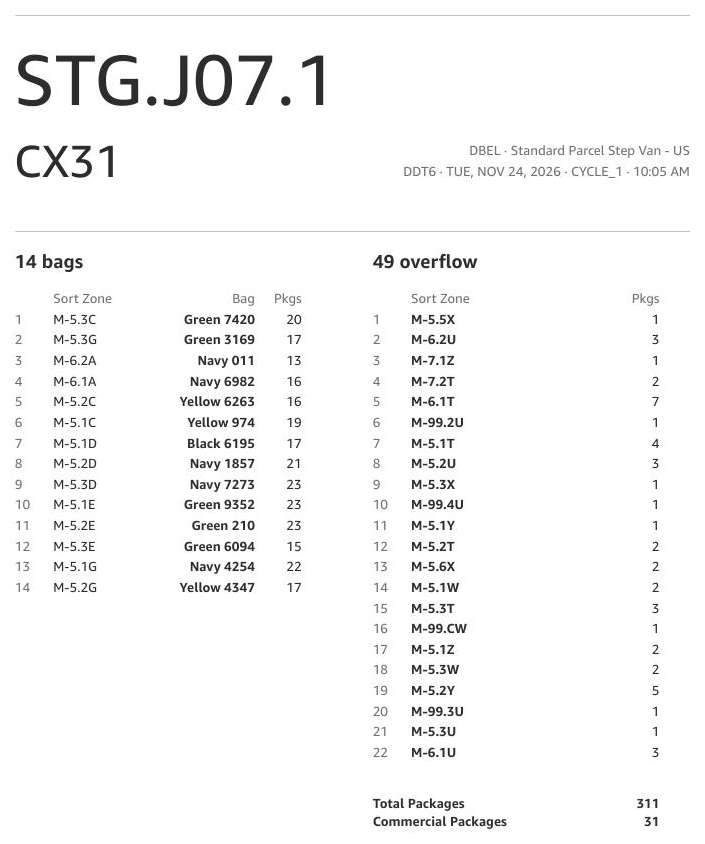 STG.J07.1
CX31
DBEL · Standard Parcel Step Van - US
DDT6 · TUE, NOV 24, 2026 · CYCLE_1 · 10:05 AM
14 bags
Sort Zone Bag Pkgs
1 M-5.3C Green 7420 20
2 M-5.3G Green 3169 17
3 M-6.2A Navy 011 13
4 M-6.1A Navy 6982 16
5 M-5.2C Yellow 6263 16
6 M-5.1C Yellow 974 19
7 M-5.1D Black 6195 17
8 M-5.2D Navy 1857 21
9 M-5.3D Navy 7273 23
10 M-5.1E Green 9352 23
11 M-5.2E Green 210 23
12 M-5.3E Green 6094 15
13 M-5.1G Navy 4254 22
14 M-5.2G Yellow 4347 17
49 overflow
Sort Zone Pkgs
1 M-5.5X 1
2 M-6.2U 3
3 M-7.1Z 1
4 M-7.2T 2
5 M-6.1T 7
6 M-99.2U 1
7 M-5.1T 4
8 M-5.2U 3
9 M-5.3X 1
10 M-99.4U 1
11 M-5.1Y 1
12 M-5.2T 2
13 M-5.6X 2
14 M-5.1W 2
15 M-5.3T 3
16 M-99.CW 1
17 M-5.1Z 2
18 M-5.3W 2
19 M-5.2Y 5
20 M-99.3U 1
21 M-5.3U 1
22 M-6.1U 3
Total Packages 311
Commercial Packages 31